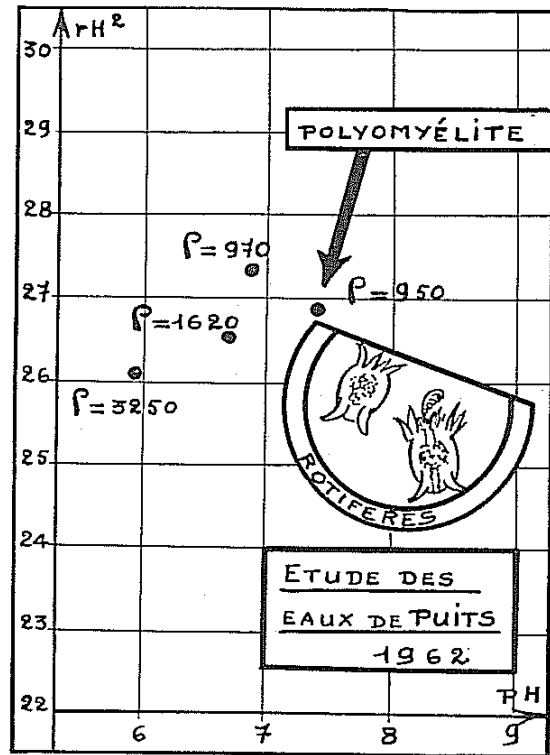 rH²
30
29
POLYOMYÉLITE
28
ρ=970
27
ρ=950
ρ=1620
26
ρ=3250
25
ROTIFERES
24
ETUDE DES
EAUX DE PUITS
23
1962
22
PH
6
7
8
9